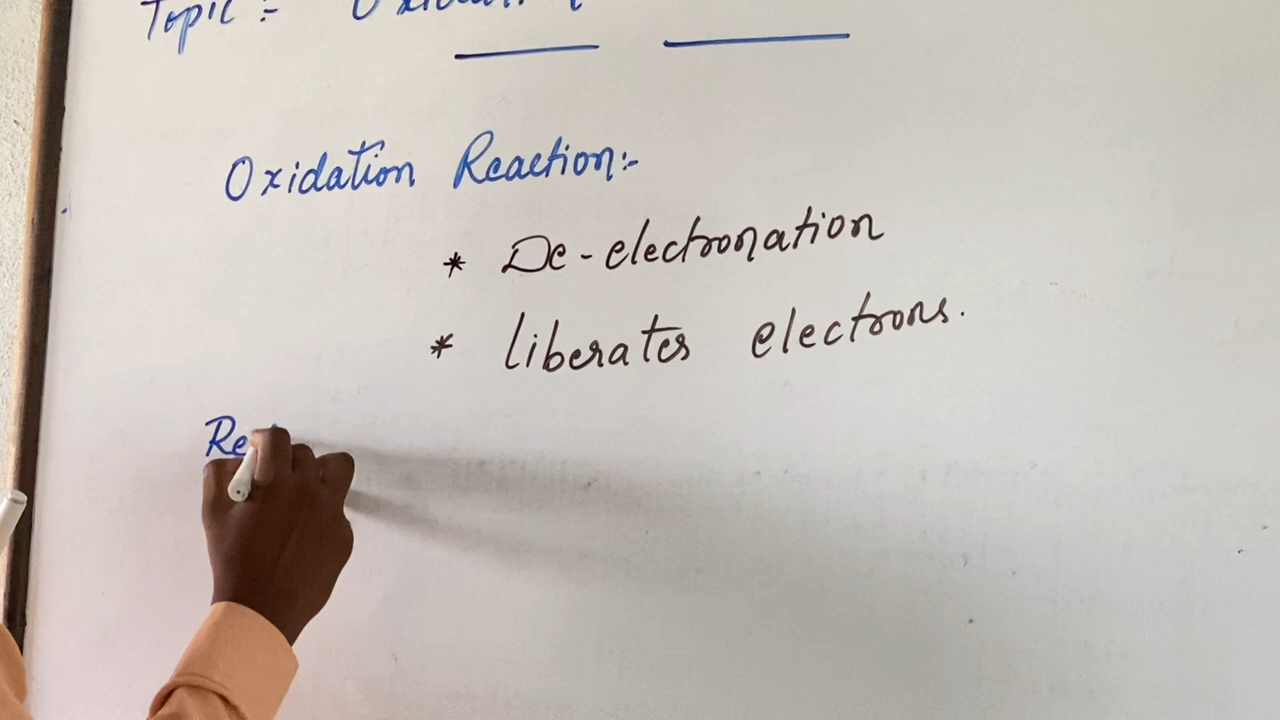 Topic :-
Oxidation Reaction:-
* De-electronation
* liberates electrons.
Re